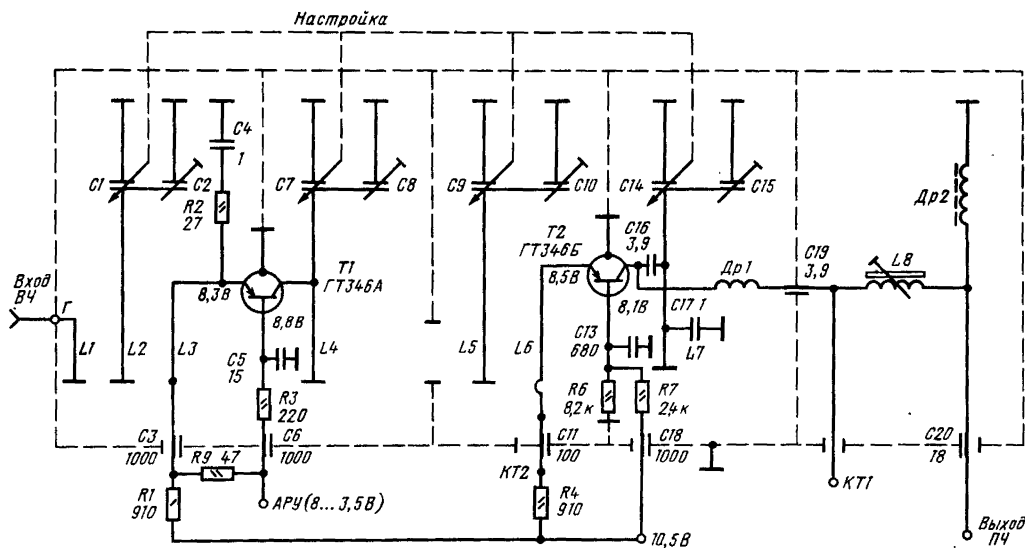 Настройка
C4
1
C1
C2
R2
27
C7
C8
C9
C10
C14
C15
Др2
T1
ГТ346А
8,3В
8,8В
T2
ГТ346Б
C16
3,9
8,5В
8,1В
Др1
C19
3,9
L8
Вход
ВЧ
Г
L1
L2
L3
L4
L5
L6
L7
C5
15
C13
680
C17 1
R3
220
R6
8,2к
R7
2,4к
C3
1000
C6
1000
C11
100
C18
1000
C20
18
R9 47
R1
910
АРУ(8...3,5В)
КТ2
R4
910
10,5В
КТ1
Выход
ПЧ